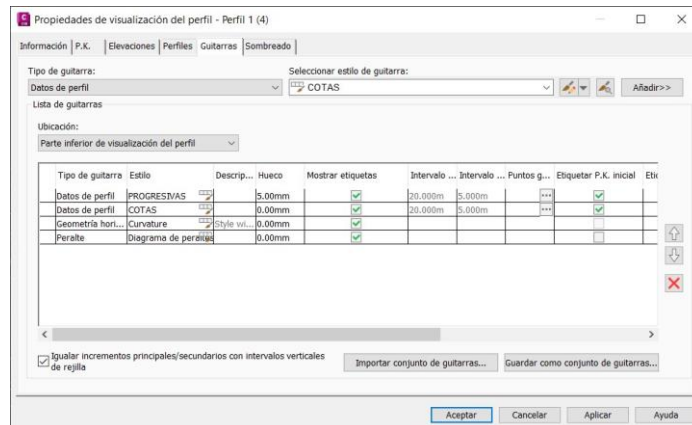 Propiedades de visualización del perfil - Perfil 1 (4)
Información P.K. Elevaciones Perfiles Guitarras Sombreado
Tipo de guitarra: Seleccionar estilo de guitarra:
Datos de perfil COTAS Añadir>>
Lista de guitarras
Ubicación:
Parte inferior de visualización del perfil
Tipo de guitarra Estilo Descrip... Hueco Mostrar etiquetas Intervalo ... Intervalo ... Puntos g... Etiquetar P.K. inicial Etic
Datos de perfil PROGRESIVAS 5.00mm 20.000m 5.000m ...
Datos de perfil COTAS 0.00mm 20.000m 5.000m ...
Geometría hori... Curvature Style wi... 0.00mm
Peralte Diagrama de peraltes 0.00mm
Igualar incrementos principales/secundarios con intervalos verticales
de rejilla
Importar conjunto de guitarras... Guardar como conjunto de guitarras...
Aceptar Cancelar Aplicar Ayuda